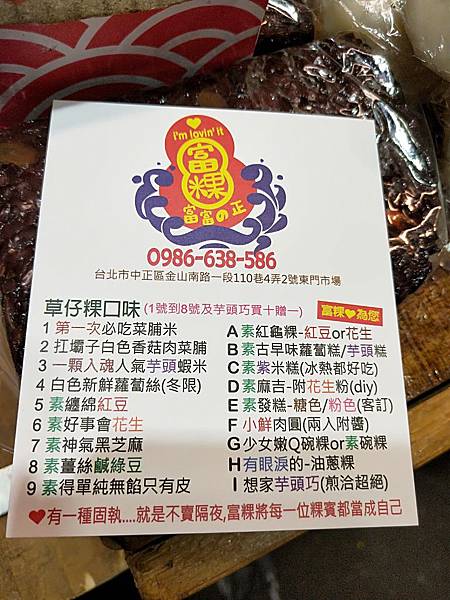 I'm lovin' it
富粿
富富の正
0986-638-586
台北市中正區金山南路一段110巷4弄2號東門市場
草仔粿口味(1號到8號及芋頭巧買十贈一)
富粿❤為您
1 第一次必吃菜脯米
2 扛壩子白色香菇肉菜脯
3 一顆入魂人氣芋頭蝦米
4 白色新鮮蘿蔔絲(冬限)
5 素纏綿紅豆
6 素好事會花生
7 素神氣黑芝麻
8 素薑絲鹹綠豆
9 素得單純無餡只有皮
A 素紅龜粿-紅豆or花生
B 素古早味蘿蔔糕/芋頭糕
C 素紫米糕(冰熱都好吃)
D 素麻吉-附花生粉(diy)
E 素發糕-糖色/粉色(客訂)
F 小鮮肉圓(兩入附醬)
G 少女嫩Q碗粿or素碗粿
H 有眼淚的-油蔥粿
I 想家芋頭巧(煎洽超絕)
❤有一種固執.....就是不賣隔夜,富粿將每一位粿賓都當成自己